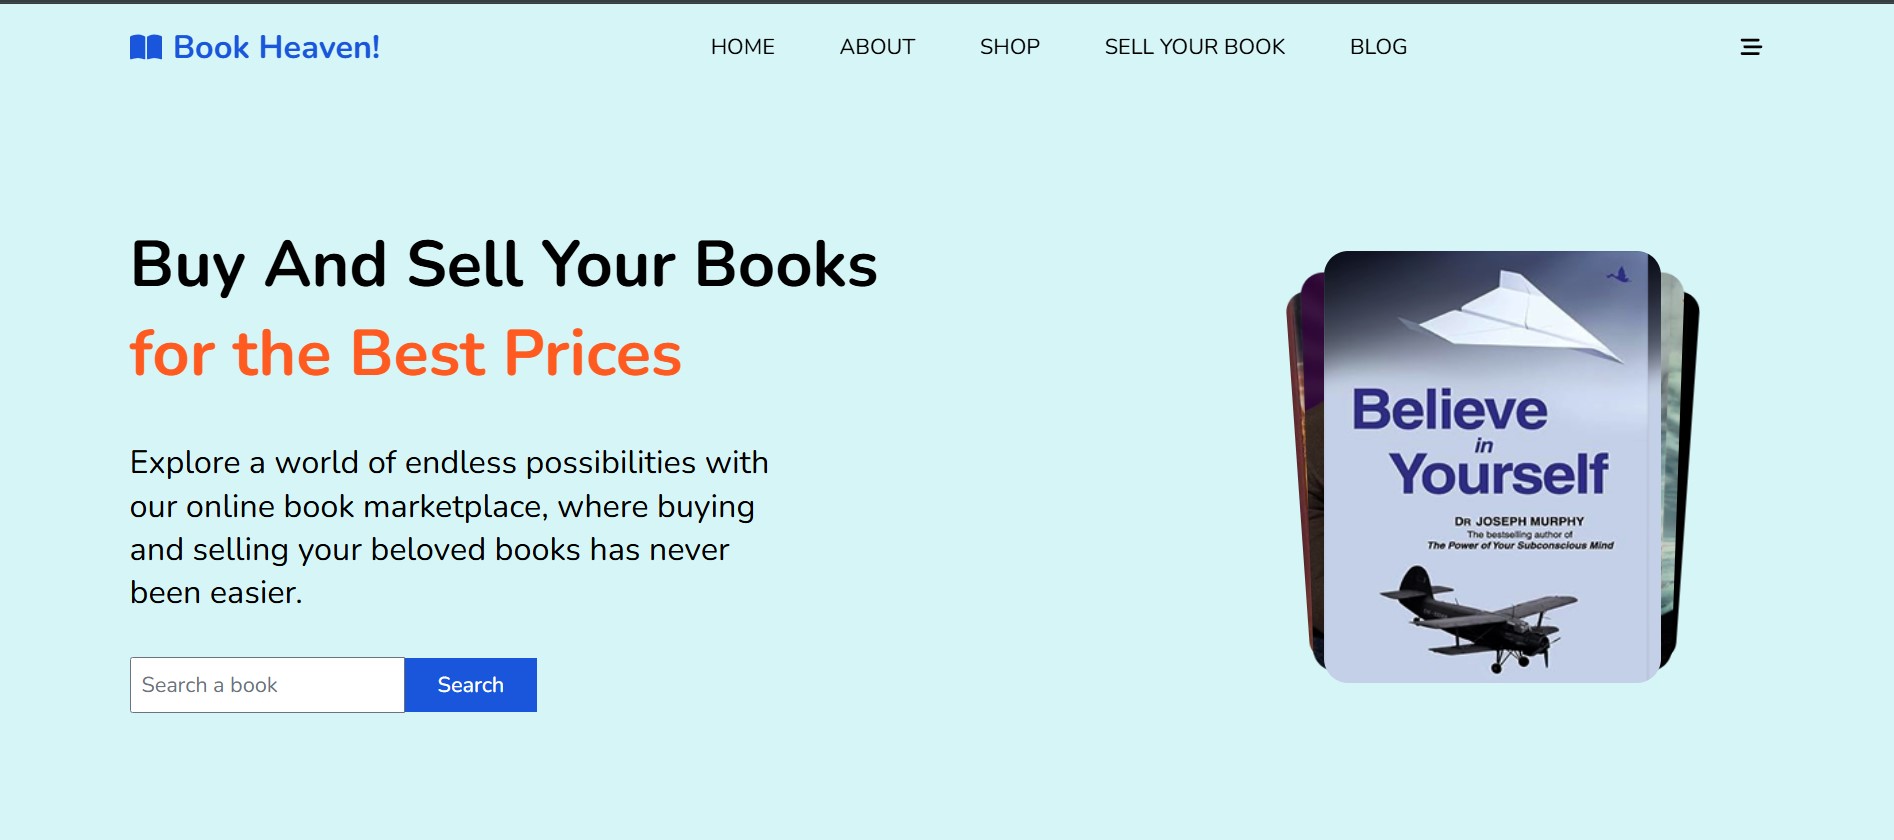 Book Heaven!
HOME
ABOUT
SHOP
SELL YOUR BOOK
BLOG
Buy And Sell Your Books
for the Best Prices
Explore a world of endless possibilities with
our online book marketplace, where buying
and selling your beloved books has never
been easier.
Search a book
Search
Believe
in
Yourself
DR JOSEPH MURPHY
The bestselling author of
The Power of Your Subconscious Mind